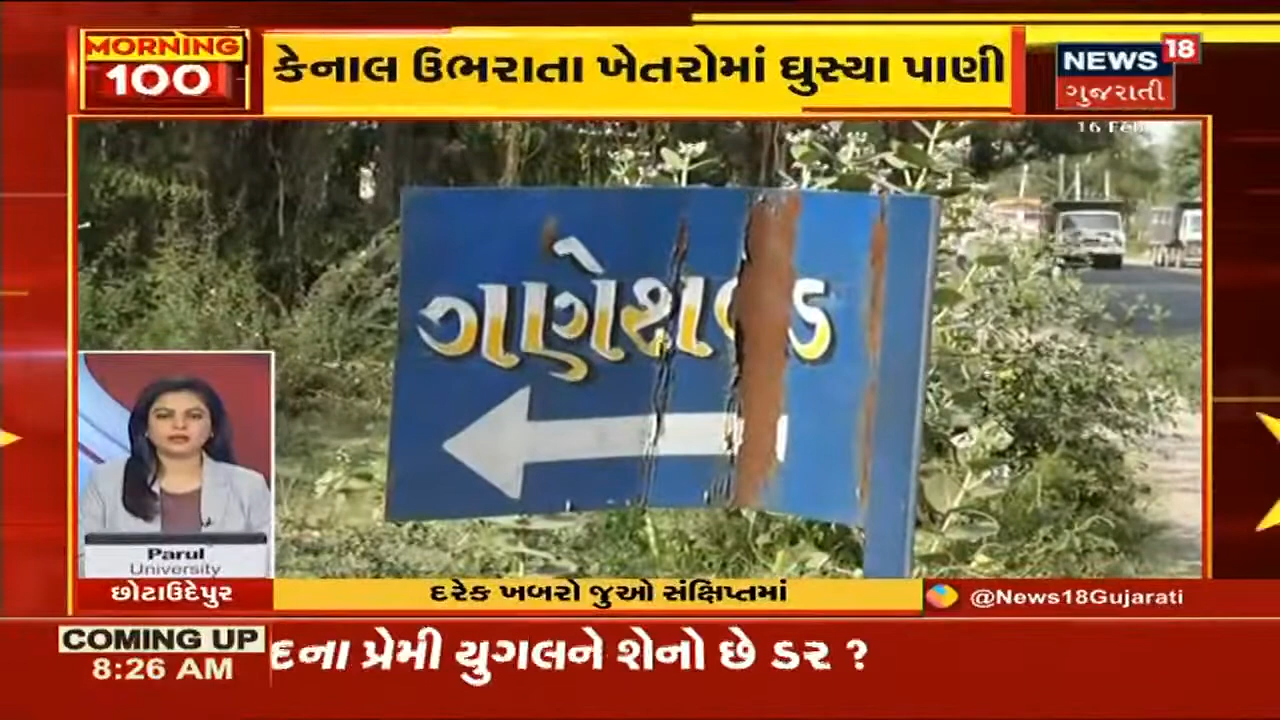 MORNING
100
કેનાલ ઉભરાતા ખેતરોમાં ઘુસ્યા પાણી
NEWS 18
ગુજરાતી
16
ગણેશવડ
Parul
University
છોટાઉદેપુર
દરેક ખબરો જુઓ સંક્ષિપ્તમાં
@News18Gujarati
COMING UP
8:26 AM
દના પ્રેમી યુગલને શેનો છે ડર ?